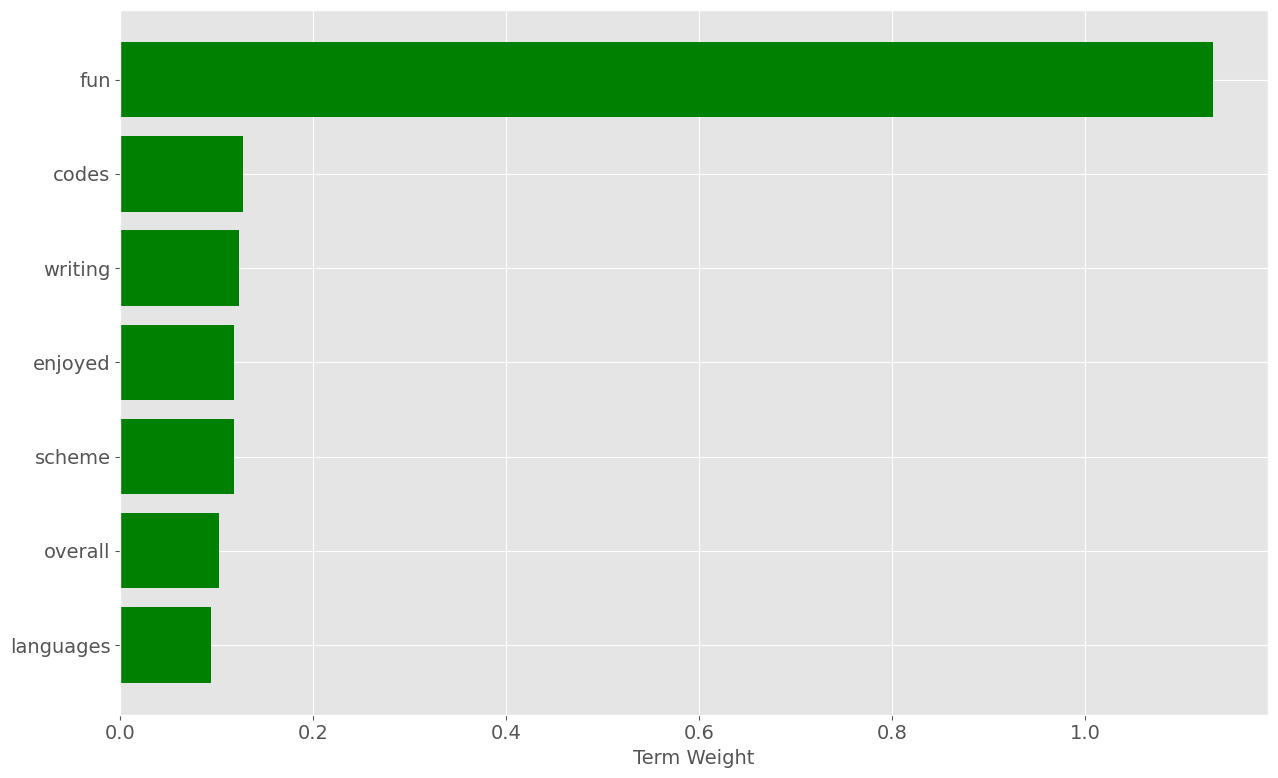 fun
codes
writing
enjoyed
scheme
overall
languages
0.0 0.2 0.4 0.6 0.8 1.0
Term Weight